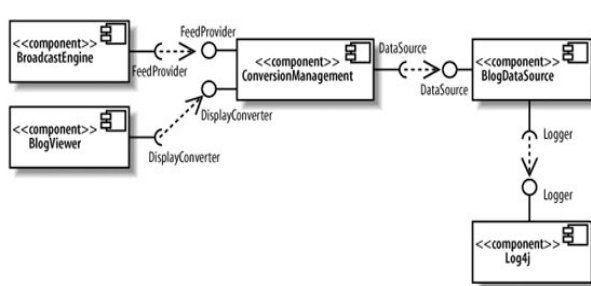 <<component>>
BroadcastEngine
FeedProvider
FeedProvider
<<component>>
ConversionManagement
DataSource
DataSource
<<component>>
BlogDataSource
<<component>>
BlogViewer
DisplayConverter
DisplayConverter
Logger
Logger
<<component>>
Log4j